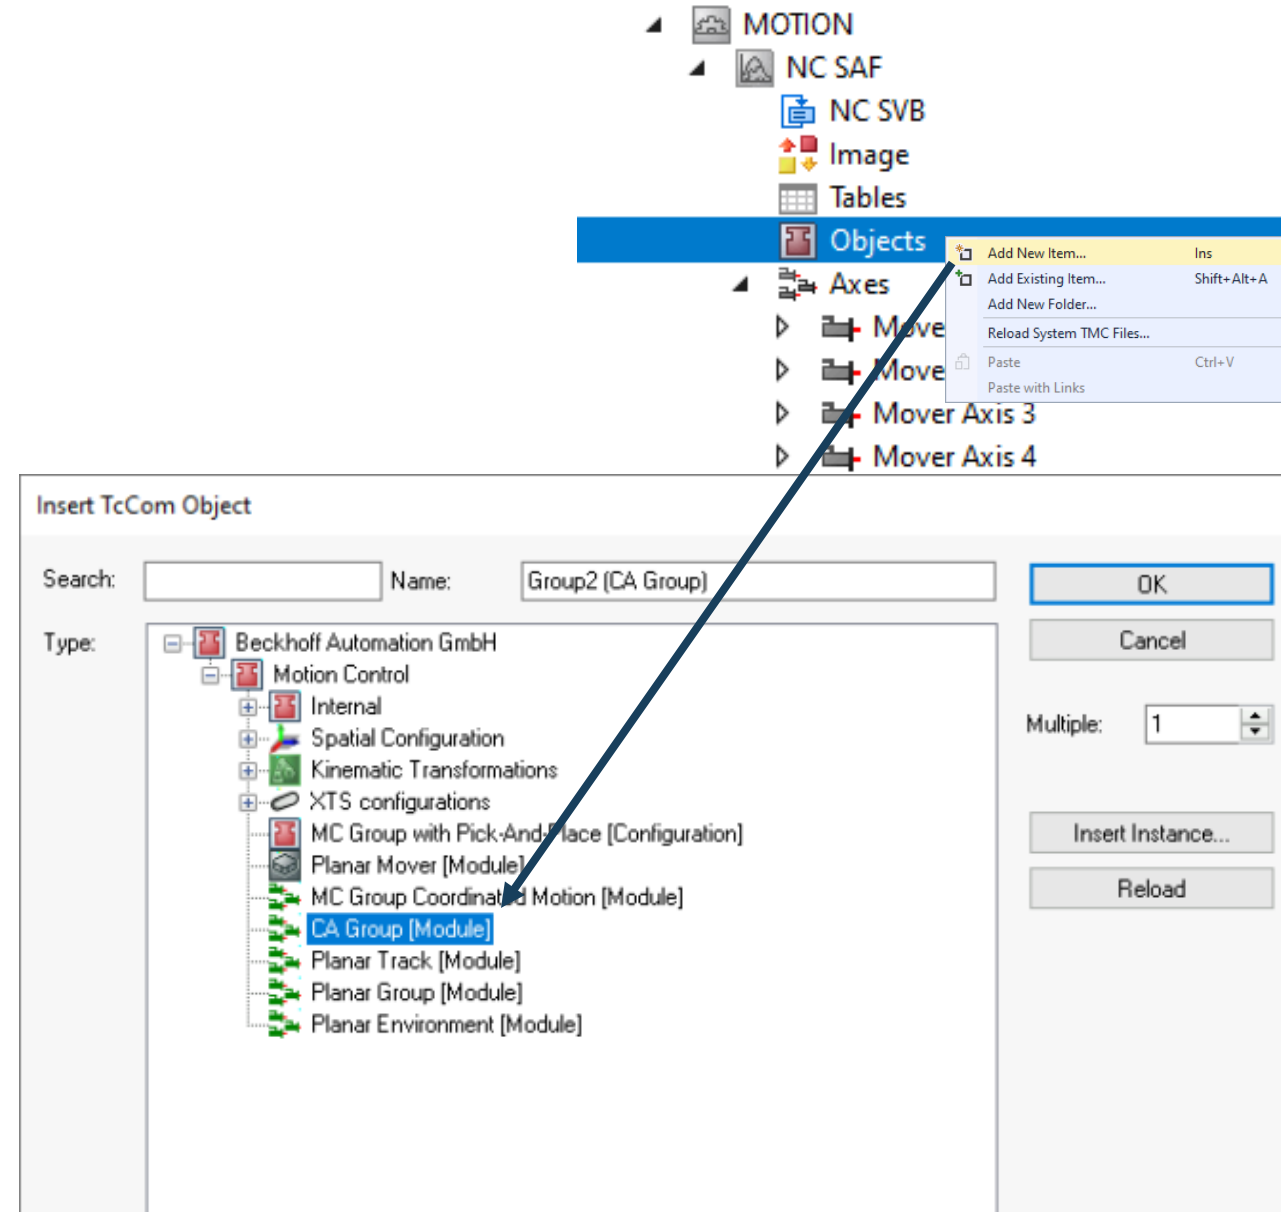 MOTION
NC SAF
NC SVB
Image
Tables
Objects
Add New Item... Ins
Add Existing Item... Shift+Alt+A
Axes
Add New Folder...
Move
Reload System TMC Files...
Paste Ctrl+V
Move
Paste with Links
Mover Axis 3
Mover Axis 4
Insert TcCom Object
Search: Name: Group2 (CA Group) OK
Type: Beckhoff Automation GmbH Cancel
Motion Control
Internal
Multiple: 1
Spatial Configuration
Kinematic Transformations
XTS configurations
MC Group with Pick-And-Place [Configuration] Insert Instance...
Planar Mover [Module]
Reload
MC Group Coordinated Motion [Module]
CA Group [Module]
Planar Track [Module]
Planar Group [Module]
Planar Environment [Module]